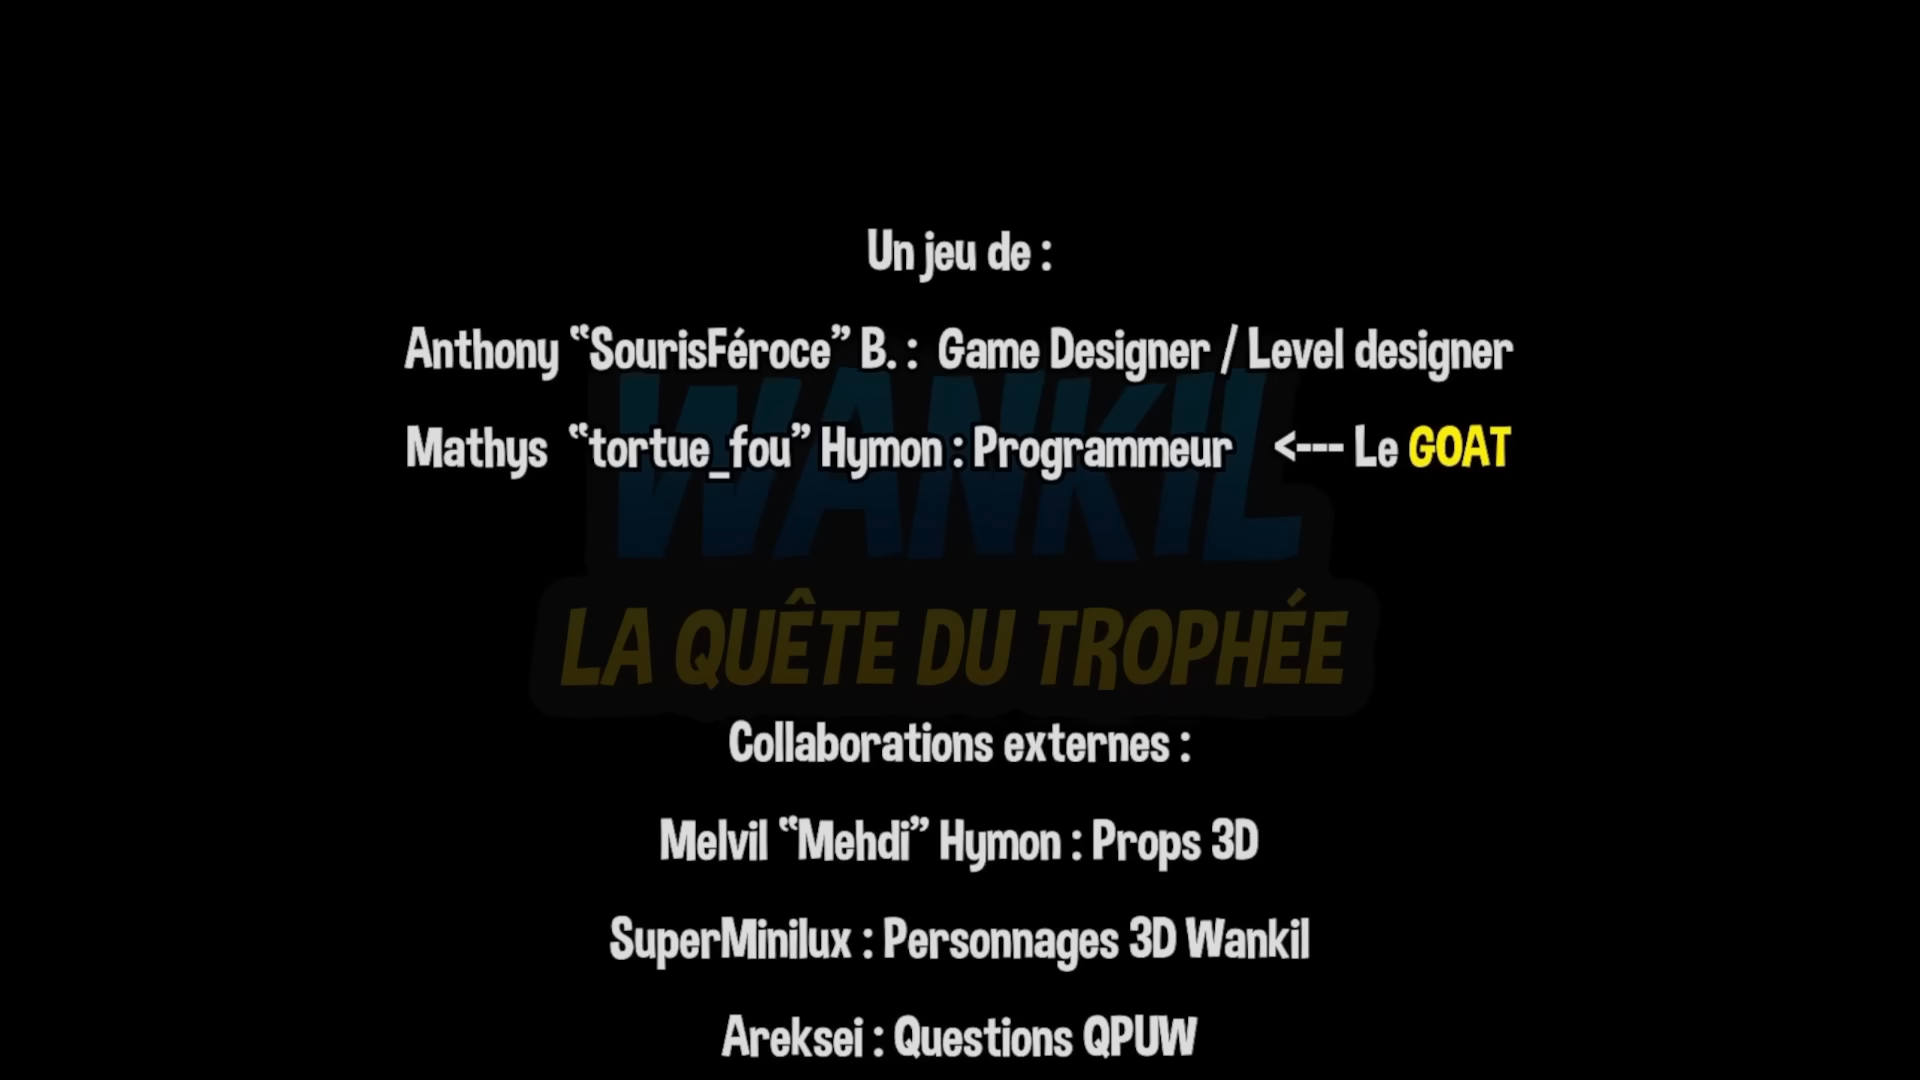 Un jeu de :
Anthony “SourisFéroce” B. : Game Designer / Level designer
Mathys “tortue_fou” Hymon : Programmeur <--- Le GOAT
WANKIL
LA QUÊTE DU TROPHÉE
Collaborations externes :
Melvil “Mehdi” Hymon : Props 3D
SuperMinilux : Personnages 3D Wankil
Areksei : Questions QPUW